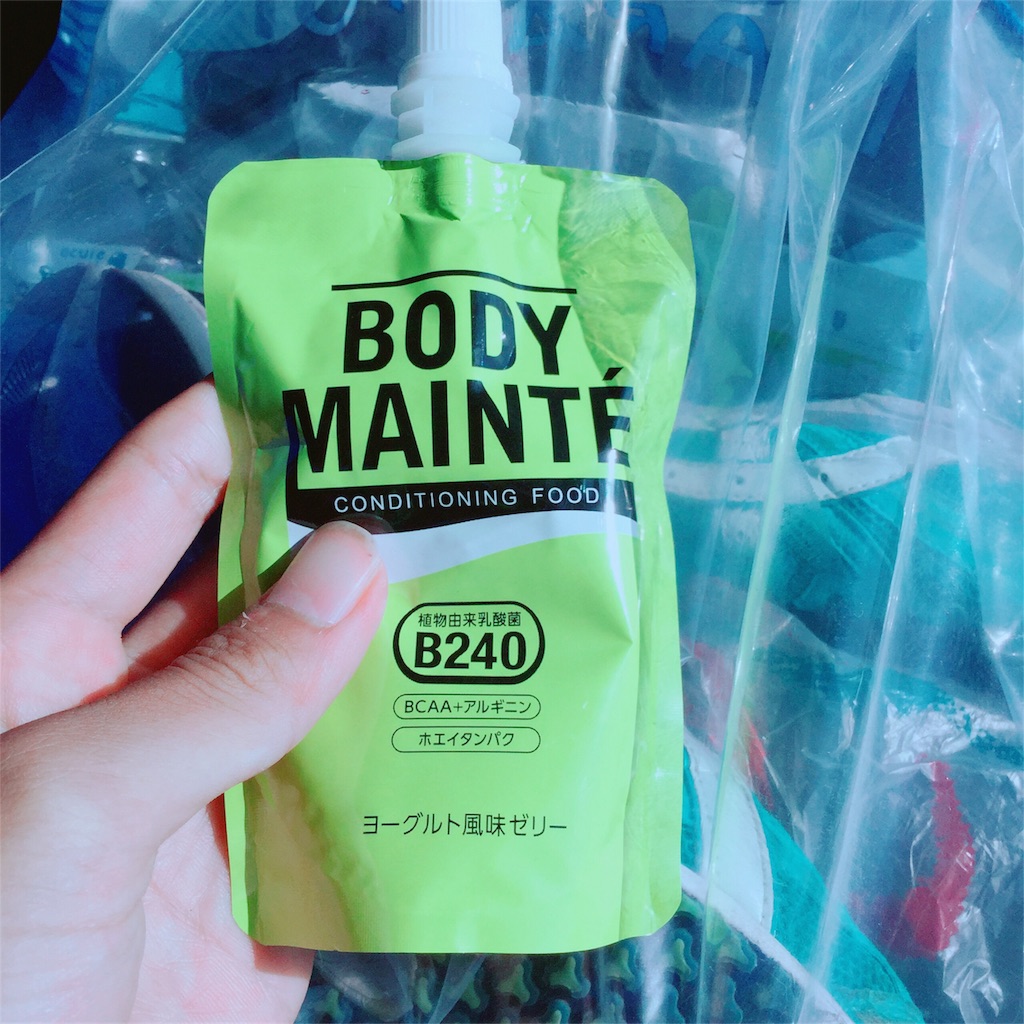 BODY
MAINTÉ
CONDITIONING FOOD
植物由来乳酸菌
B240
BCAA+アルギニン
ホエイタンパク
ヨーグルト風味ゼリー
ecure